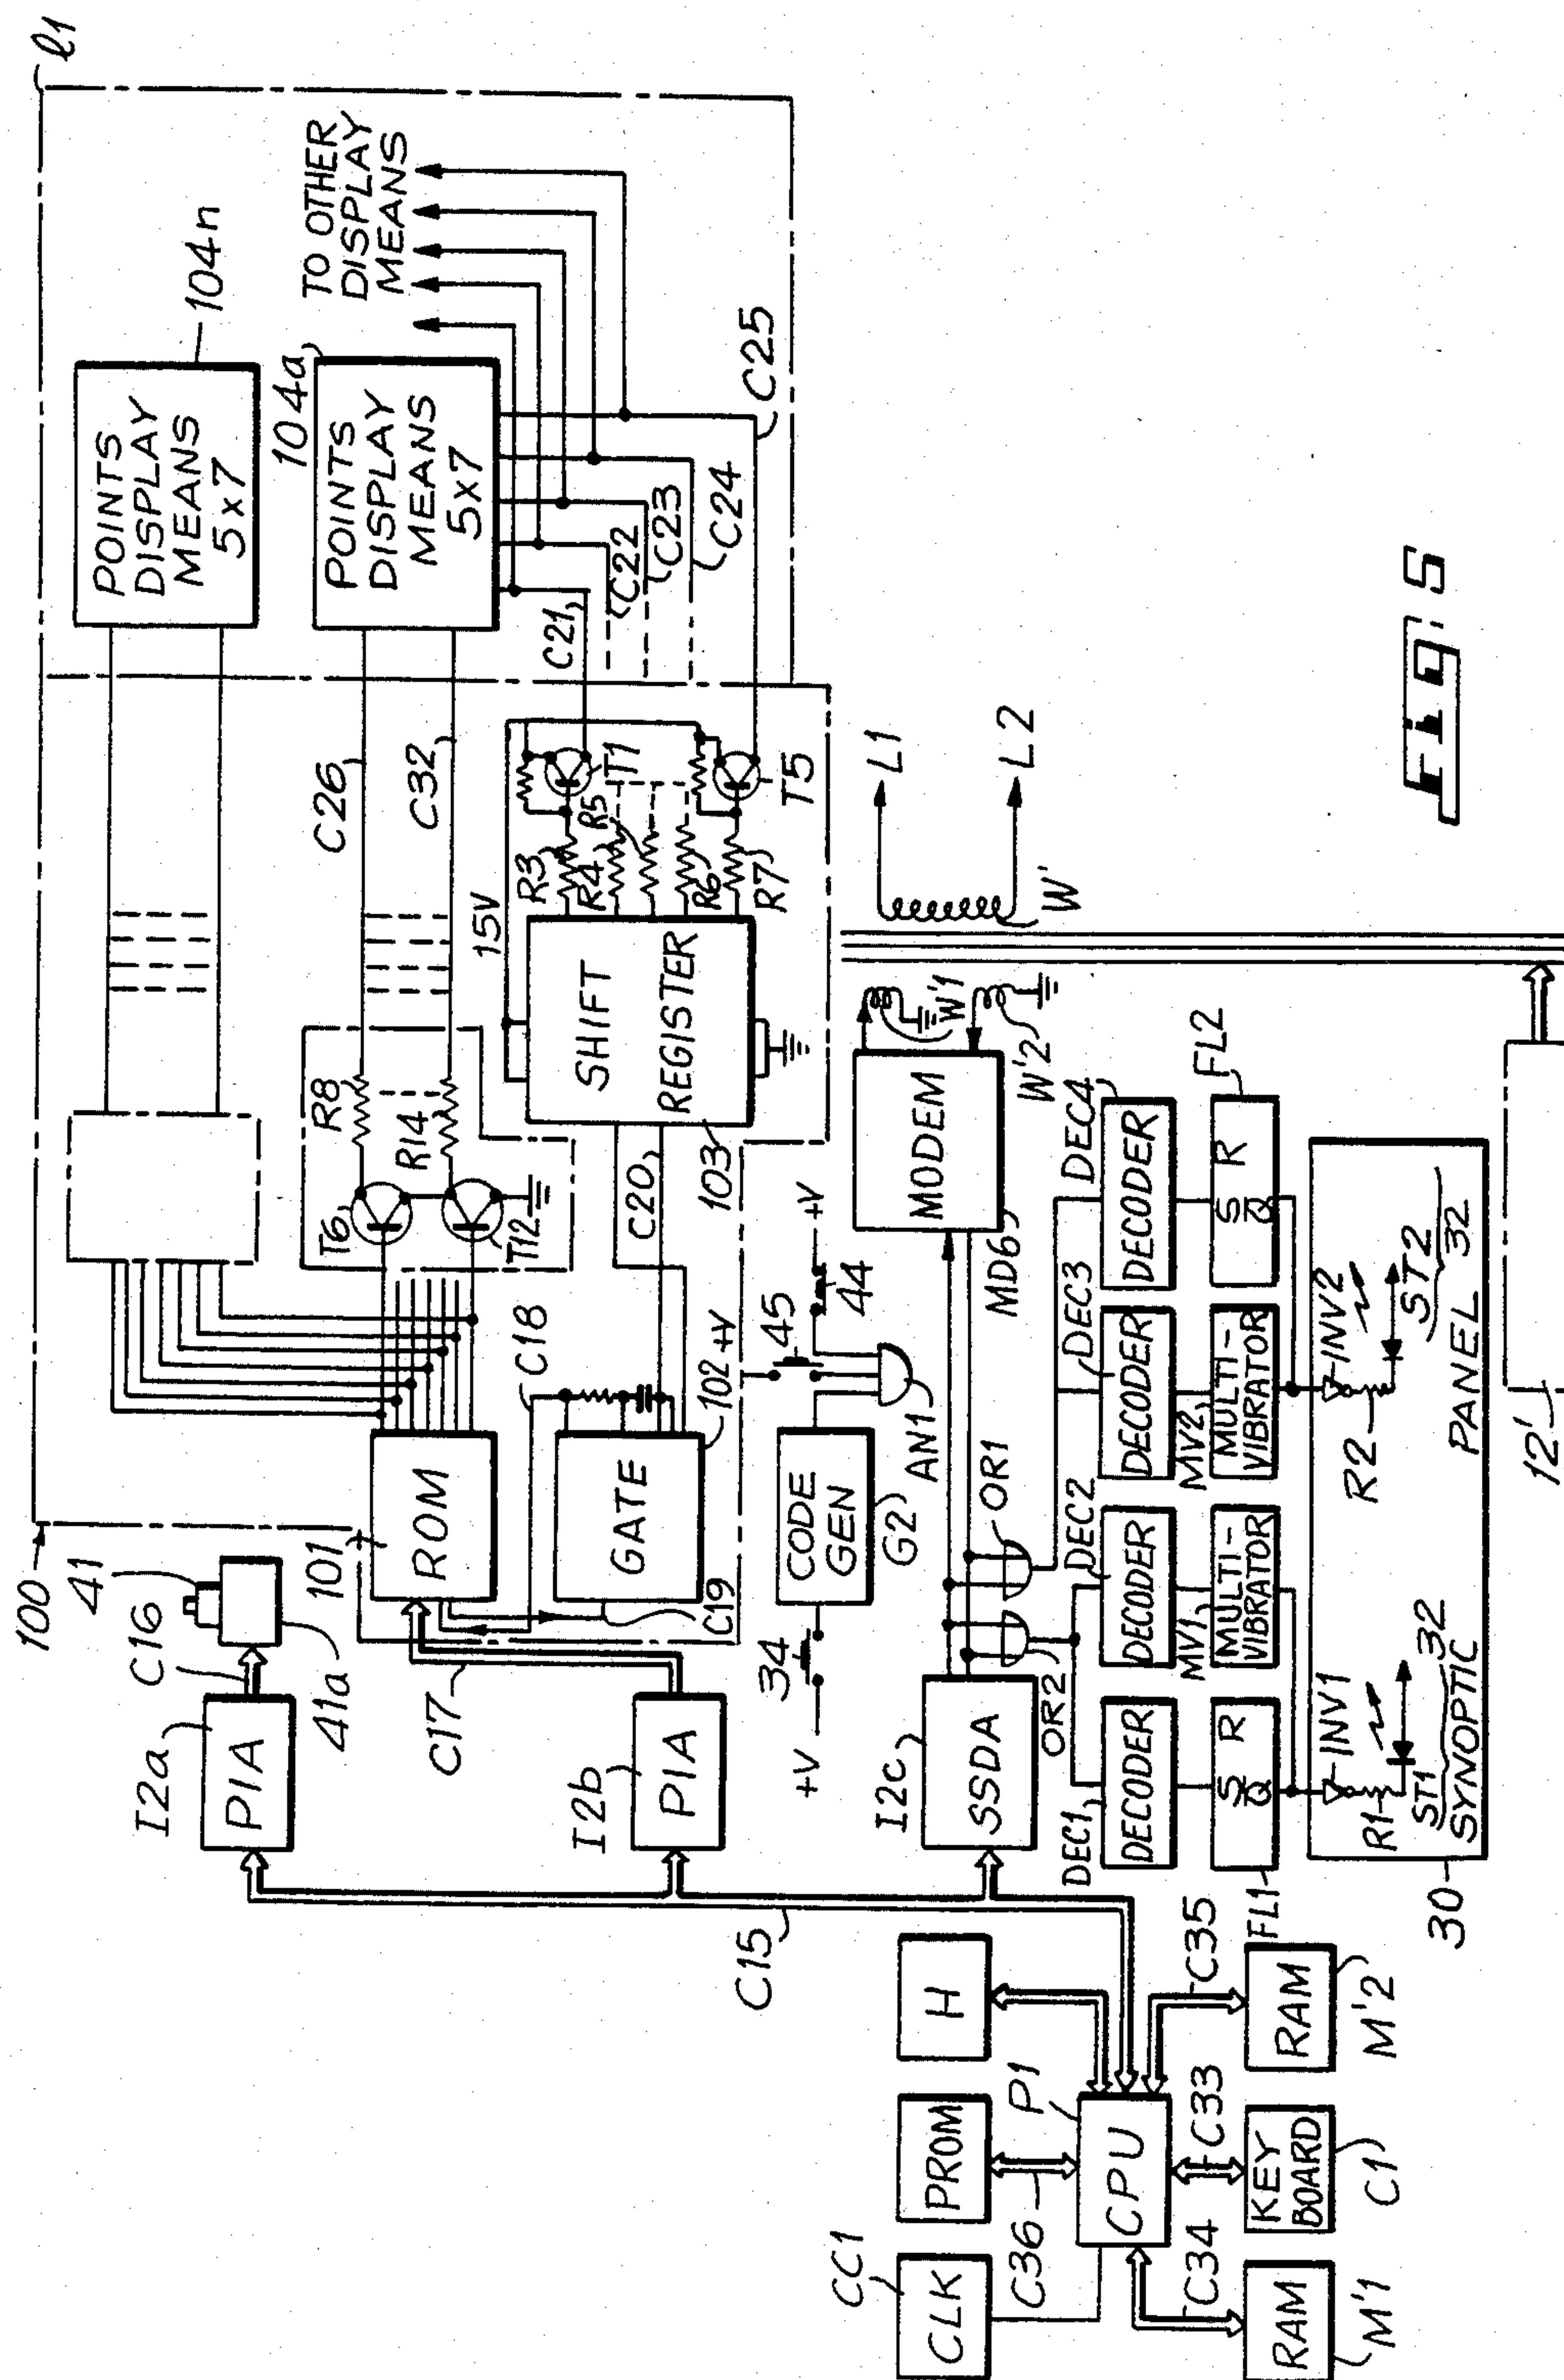 100
ℓ1
41
C16
I2a
PIA
41a
POINTS
DISPLAY
MEANS
5x7
104n
TO OTHER
DISPLAY
MEANS
104a
POINTS
DISPLAY
MEANS
5x7
R8
C26
R14
C32
T6
T12
101
ROM
C18
C17
I2b
PIA
GATE
102
C19
C20
103
SHIFT
REGISTER
15V
R3
R4
R5
R6
R7
T1
T5
C21
C22
C23
C24
C25
+V
45
44
+V
34
+V
CODE
GEN
G2
AN1
C15
I2c
SSDA
OR1
OR2
MODEM
MD6
W'1
W'2
W'
L1
L2
DEC1
DECODER
DEC2
DECODER
DEC3
DECODER
DEC4
DECODER
FL1
S R
Q
MV1
MULTI-
VIBRATOR
MV2
MULTI-
VIBRATOR
FL2
S R
Q
R1
INV1
ST1
32
R2
INV2
ST2
32
SYNOPTIC PANEL
30
12'
CC1
CLK
PROM
H
C36
P1
CPU
C35
C34
C33
RAM
M'1
KEY
BOARD
C1
RAM
M'2
Fig 5